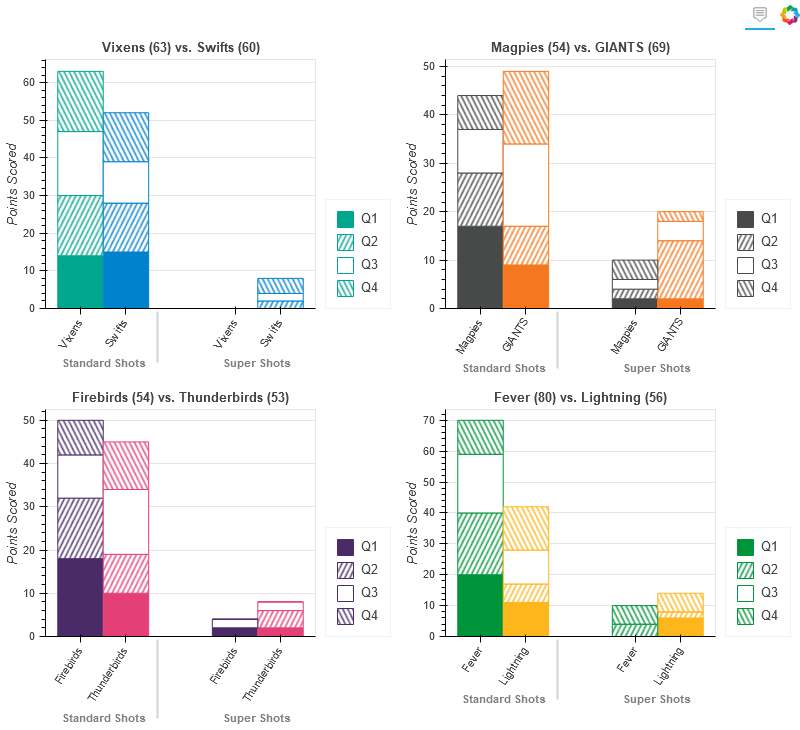 Vixens (63) vs. Swifts (60)
Points Scored
60
50
40
30
20
10
0
Vixens
Swifts
Vixens
Swifts
Standard Shots
Super Shots
Q1
Q2
Q3
Q4
Magpies (54) vs. GIANTS (69)
Points Scored
50
40
30
20
10
0
Magpies
GIANTS
Magpies
GIANTS
Standard Shots
Super Shots
Q1
Q2
Q3
Q4
Firebirds (54) vs. Thunderbirds (53)
Points Scored
50
40
30
20
10
0
Firebirds
Thunderbirds
Firebirds
Thunderbirds
Standard Shots
Super Shots
Q1
Q2
Q3
Q4
Fever (80) vs. Lightning (56)
Points Scored
70
60
50
40
30
20
10
0
Fever
Lightning
Fever
Lightning
Standard Shots
Super Shots
Q1
Q2
Q3
Q4